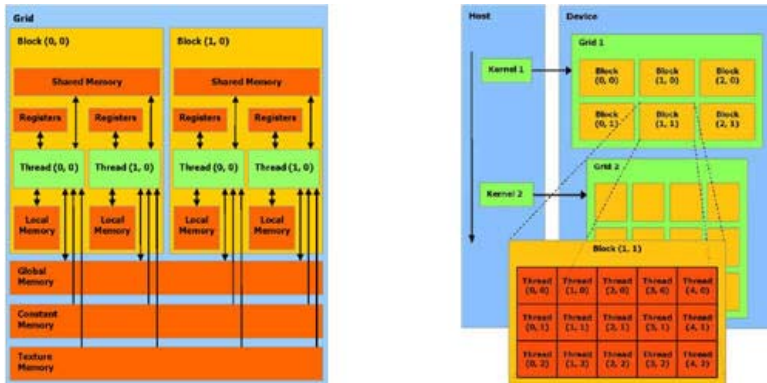 Grid
Block (0, 0)
Block (1, 0)
Shared Memory
Shared Memory
Registers
Registers
Registers
Registers
Thread (0, 0)
Thread (1, 0)
Thread (0, 0)
Thread (1, 0)
Local
Memory
Local
Memory
Local
Memory
Local
Memory
Global
Memory
Constant
Memory
Texture
Memory
Host
Device
Grid 1
Kernel 1
Block
(0, 0)
Block
(1, 0)
Block
(2, 0)
Block
(0, 1)
Block
(1, 1)
Block
(2, 1)
Grid 2
Kernel 2
Block (1, 1)
Thread
(0, 0)
Thread
(1, 0)
Thread
(2, 0)
Thread
(3, 0)
Thread
(4, 0)
Thread
(0, 1)
Thread
(1, 1)
Thread
(2, 1)
Thread
(3, 1)
Thread
(4, 1)
Thread
(0, 2)
Thread
(1, 2)
Thread
(2, 2)
Thread
(3, 2)
Thread
(4, 2)